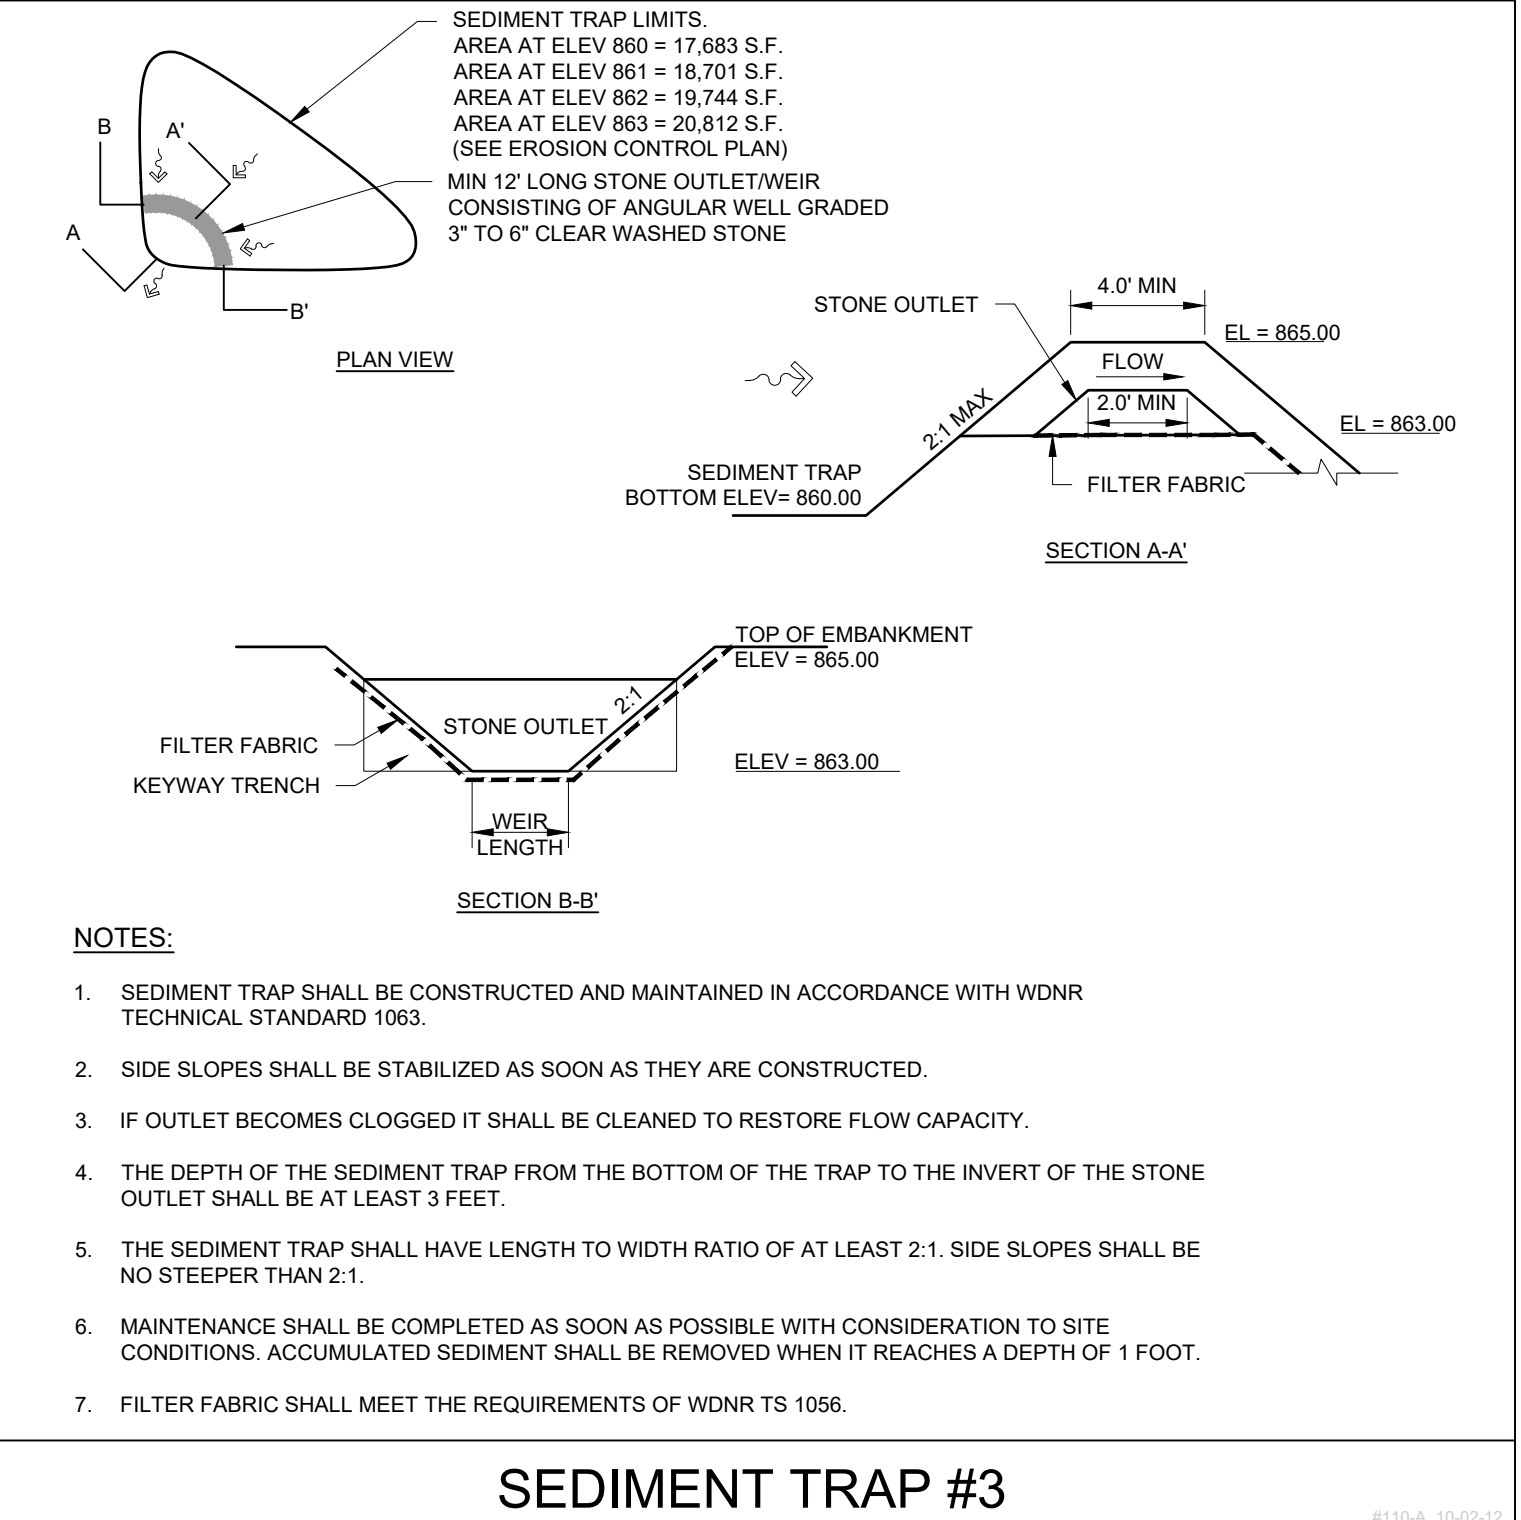 SEDIMENT TRAP LIMITS.
AREA AT ELEV 860 = 17,683 S.F.
AREA AT ELEV 861 = 18,701 S.F.
AREA AT ELEV 862 = 19,744 S.F.
AREA AT ELEV 863 = 20,812 S.F.
(SEE EROSION CONTROL PLAN)
MIN 12' LONG STONE OUTLET/WEIR
CONSISTING OF ANGULAR WELL GRADED
3" TO 6" CLEAR WASHED STONE
B
A'
A
B'
PLAN VIEW
4.0' MIN
STONE OUTLET
EL = 865.00
FLOW
2.0' MIN
2:1 MAX
EL = 863.00
SEDIMENT TRAP
BOTTOM ELEV= 860.00
FILTER FABRIC
SECTION A-A'
TOP OF EMBANKMENT
ELEV = 865.00
2:1
STONE OUTLET
FILTER FABRIC
KEYWAY TRENCH
ELEV = 863.00
WEIR
LENGTH
SECTION B-B'
NOTES:
1. SEDIMENT TRAP SHALL BE CONSTRUCTED AND MAINTAINED IN ACCORDANCE WITH WDNR
TECHNICAL STANDARD 1063.
2. SIDE SLOPES SHALL BE STABILIZED AS SOON AS THEY ARE CONSTRUCTED.
3. IF OUTLET BECOMES CLOGGED IT SHALL BE CLEANED TO RESTORE FLOW CAPACITY.
4. THE DEPTH OF THE SEDIMENT TRAP FROM THE BOTTOM OF THE TRAP TO THE INVERT OF THE STONE
OUTLET SHALL BE AT LEAST 3 FEET.
5. THE SEDIMENT TRAP SHALL HAVE LENGTH TO WIDTH RATIO OF AT LEAST 2:1. SIDE SLOPES SHALL BE
NO STEEPER THAN 2:1.
6. MAINTENANCE SHALL BE COMPLETED AS SOON AS POSSIBLE WITH CONSIDERATION TO SITE
CONDITIONS. ACCUMULATED SEDIMENT SHALL BE REMOVED WHEN IT REACHES A DEPTH OF 1 FOOT.
7. FILTER FABRIC SHALL MEET THE REQUIREMENTS OF WDNR TS 1056.
SEDIMENT TRAP #3
#110-A 10-02-12